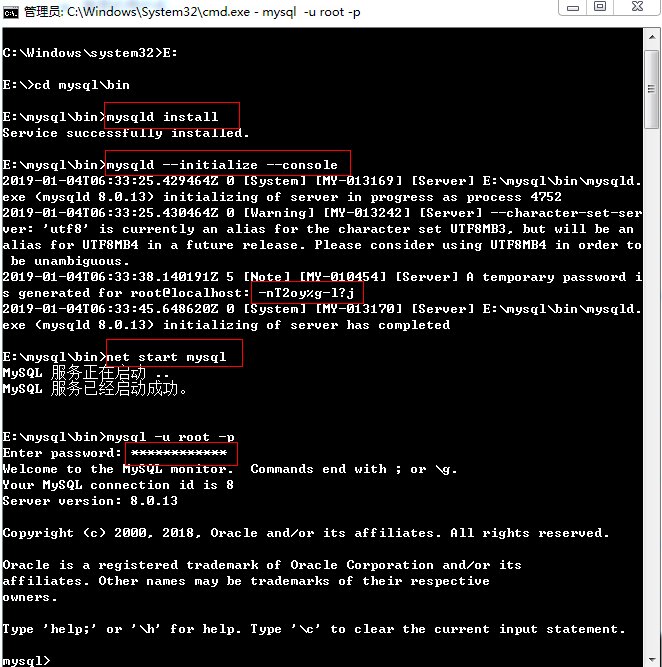 管理员: C:\Windows\System32\cmd.exe - mysql -u root -p
C:\Windows\system32>E:
E:\>cd mysql\bin
E:\mysql\bin>mysqld install
Service successfully installed.
E:\mysql\bin>mysqld --initialize --console
2019-01-04T06:33:25.429464Z 0 [System] [MY-013169] [Server] E:\mysql\bin\mysqld.
exe (mysqld 8.0.13) initializing of server in progress as process 4752
2019-01-04T06:33:25.430464Z 0 [Warning] [MY-013242] [Server] --character-set-ser
ver: 'utf8' is currently an alias for the character set UTF8MB3, but will be an
alias for UTF8MB4 in a future release. Please consider using UTF8MB4 in order to
 be unambiguous.
2019-01-04T06:33:38.140191Z 5 [Note] [MY-010454] [Server] A temporary password i
s generated for root@localhost: -nT2oy%g-l?j
2019-01-04T06:33:45.648620Z 0 [System] [MY-013170] [Server] E:\mysql\bin\mysqld.
exe (mysqld 8.0.13) initializing of server has completed
E:\mysql\bin>net start mysql
MySQL 服务正在启动 ..
MySQL 服务已经启动成功。
E:\mysql\bin>mysql -u root -p
Enter password: ************
Welcome to the MySQL monitor.  Commands end with ; or \g.
Your MySQL connection id is 8
Server version: 8.0.13
Copyright (c) 2000, 2018, Oracle and/or its affiliates. All rights reserved.
Oracle is a registered trademark of Oracle Corporation and/or its
affiliates. Other names may be trademarks of their respective
owners.
Type 'help;' or '\h' for help. Type '\c' to clear the current input statement.
mysql>